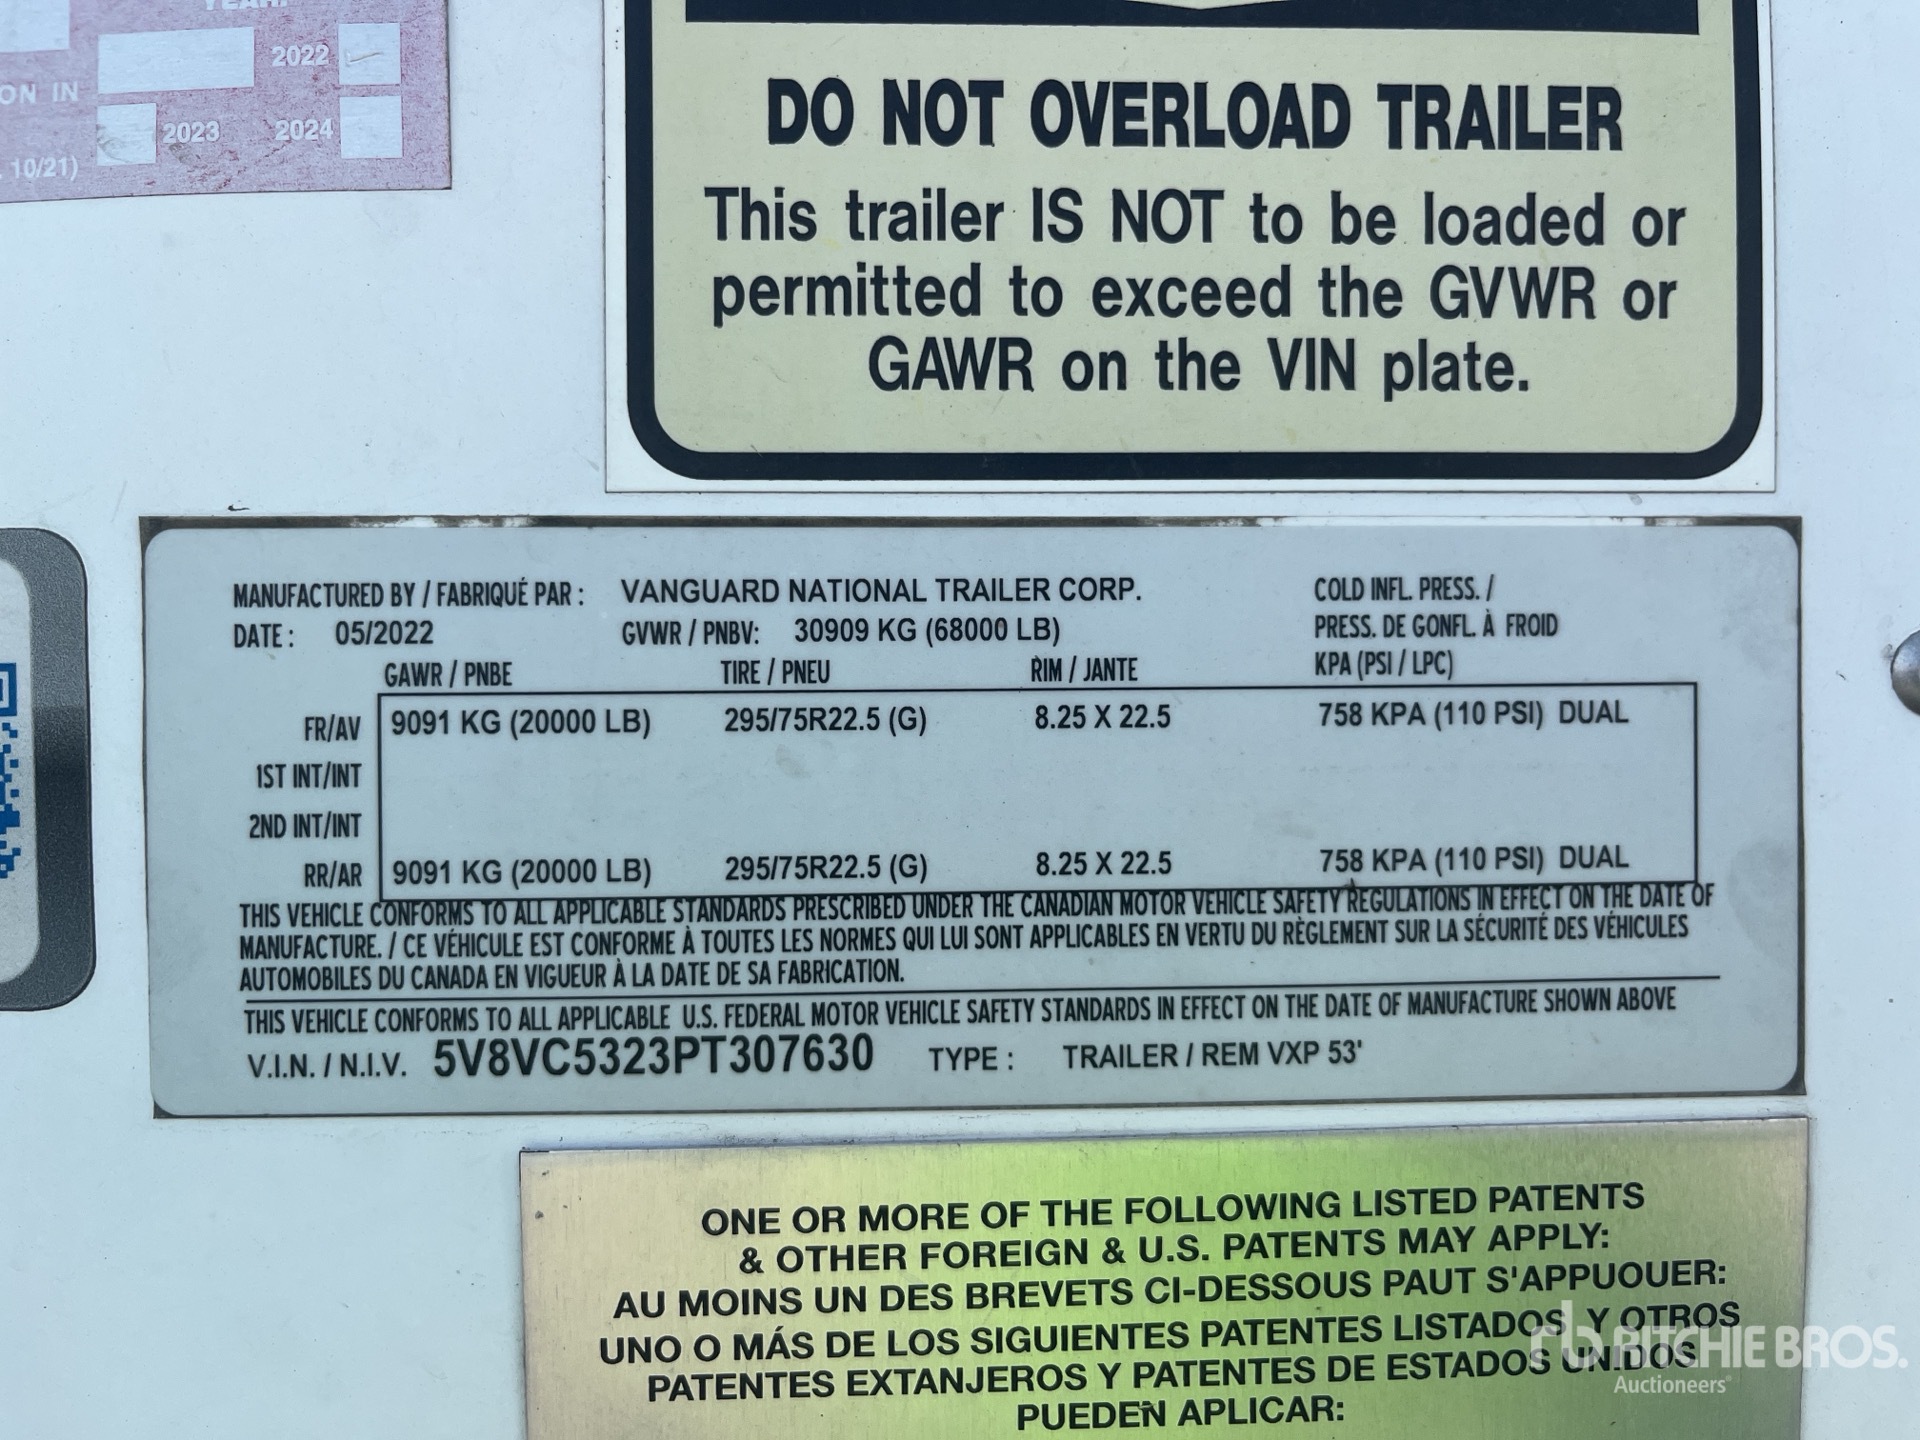 2022
ON IN
2023 2024
10/21)
DO NOT OVERLOAD TRAILER
This trailer IS NOT to be loaded or
permitted to exceed the GVWR or
GAWR on the VIN plate.
MANUFACTURED BY / FABRIQUÉ PAR : VANGUARD NATIONAL TRAILER CORP. COLD INFL. PRESS. /
DATE : 05/2022 GVWR / PNBV: 30909 KG (68000 LB) PRESS. DE GONFL. À FROID
GAWR / PNBE TIRE / PNEU RIM / JANTE KPA (PSI / LPC)
FR/AV 9091 KG (20000 LB) 295/75R22.5 (G) 8.25 X 22.5 758 KPA (110 PSI) DUAL
1ST INT/INT
2ND INT/INT
RR/AR 9091 KG (20000 LB) 295/75R22.5 (G) 8.25 X 22.5 758 KPA (110 PSI) DUAL
THIS VEHICLE CONFORMS TO ALL APPLICABLE STANDARDS PRESCRIBED UNDER THE CANADIAN MOTOR VEHICLE SAFETY REGULATIONS IN EFFECT ON THE DATE OF
MANUFACTURE. / CE VÉHICULE EST CONFORME À TOUTES LES NORMES QUI LUI SONT APPLICABLES EN VERTU DU RÈGLEMENT SUR LA SÉCURITÉ DES VÉHICULES
AUTOMOBILES DU CANADA EN VIGUEUR À LA DATE DE SA FABRICATION.
THIS VEHICLE CONFORMS TO ALL APPLICABLE U.S. FEDERAL MOTOR VEHICLE SAFETY STANDARDS IN EFFECT ON THE DATE OF MANUFACTURE SHOWN ABOVE
V.I.N. / N.I.V. 5V8VC5323PT307630 TYPE : TRAILER / REM VXP 53'
ONE OR MORE OF THE FOLLOWING LISTED PATENTS
& OTHER FOREIGN & U.S. PATENTS MAY APPLY:
AU MOINS UN DES BREVETS CI-DESSOUS PAUT S'APPUOUER:
UNO O MÁS DE LOS SIGUIENTES PATENTES LISTADOS Y OTROS
PATENTES EXTANJEROS Y PATENTES DE ESTADOS UNIDOS
PUEDEN APLICAR:
rb RITCHIE BROS.
Auctioneers